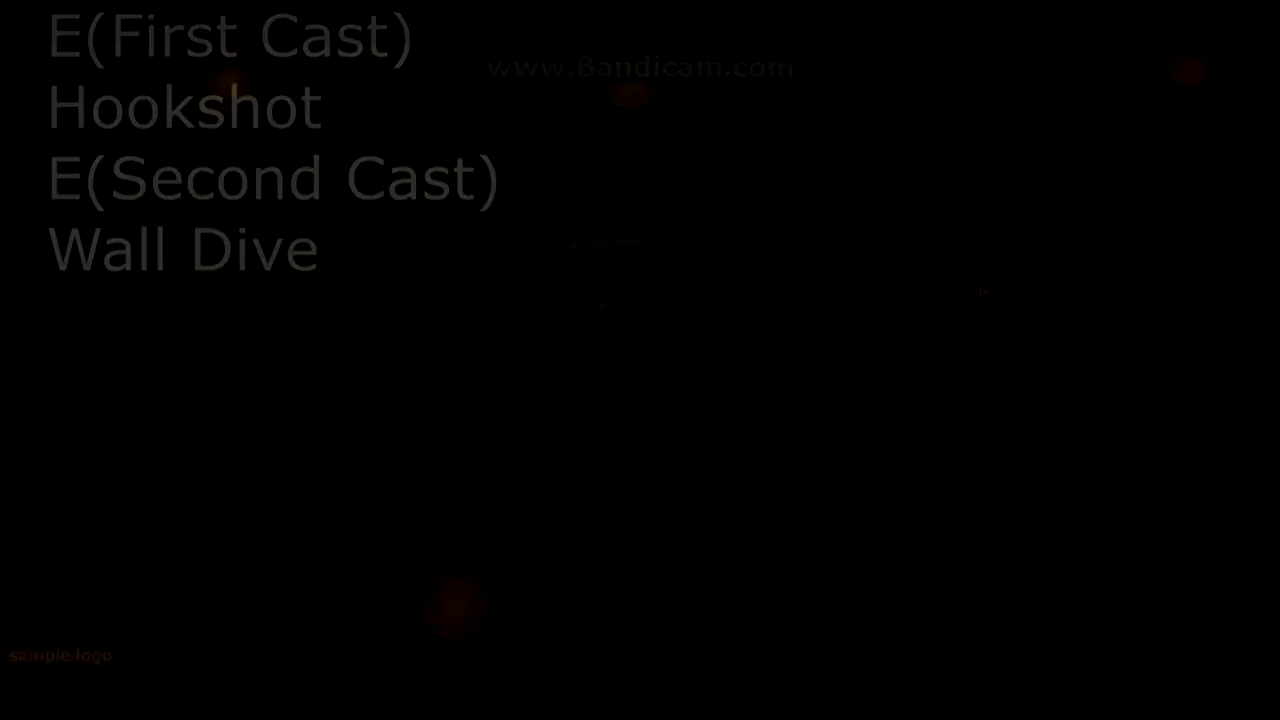 E(First Cast)
www.Bandicam.com
Hookshot
E(Second Cast)
Wall Dive
sample logo